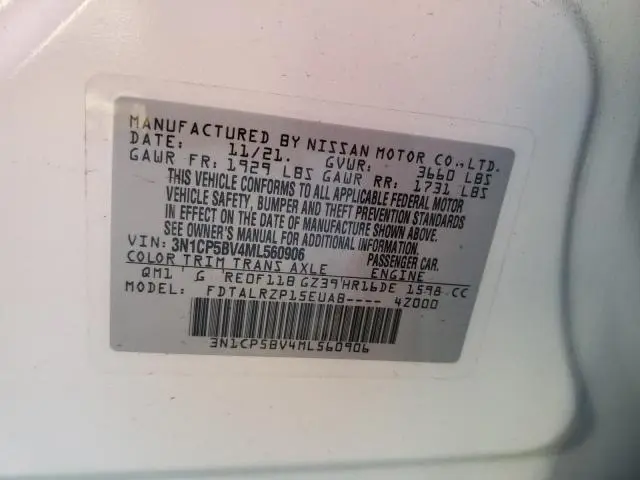 MANUFACTURED BY NISSAN MOTOR CO.,LTD.
DATE: 11/21. GVWR: 3660 LBS
GAWR FR: 1929 LBS GAWR RR: 1731 LBS
THIS VEHICLE CONFORMS TO ALL APPLICABLE FEDERAL MOTOR
VEHICLE SAFETY, BUMPER AND THEFT PREVENTION STANDARDS
IN EFFECT ON THE DATE OF MANUFACTURE SHOWN ABOVE.
SEE OWNER'S MANUAL FOR ADDITIONAL INFORMATION.
VIN: 3N1CP5BV4ML560906 PASSENGER CAR.
COLOR TRIM TRANS AXLE ENGINE
QM1 G RE0F11B GZ39 HR16DE 1598 CC
MODEL: FDTALRZP15EUAB---- 4Z000
3N1CP5BV4ML560906